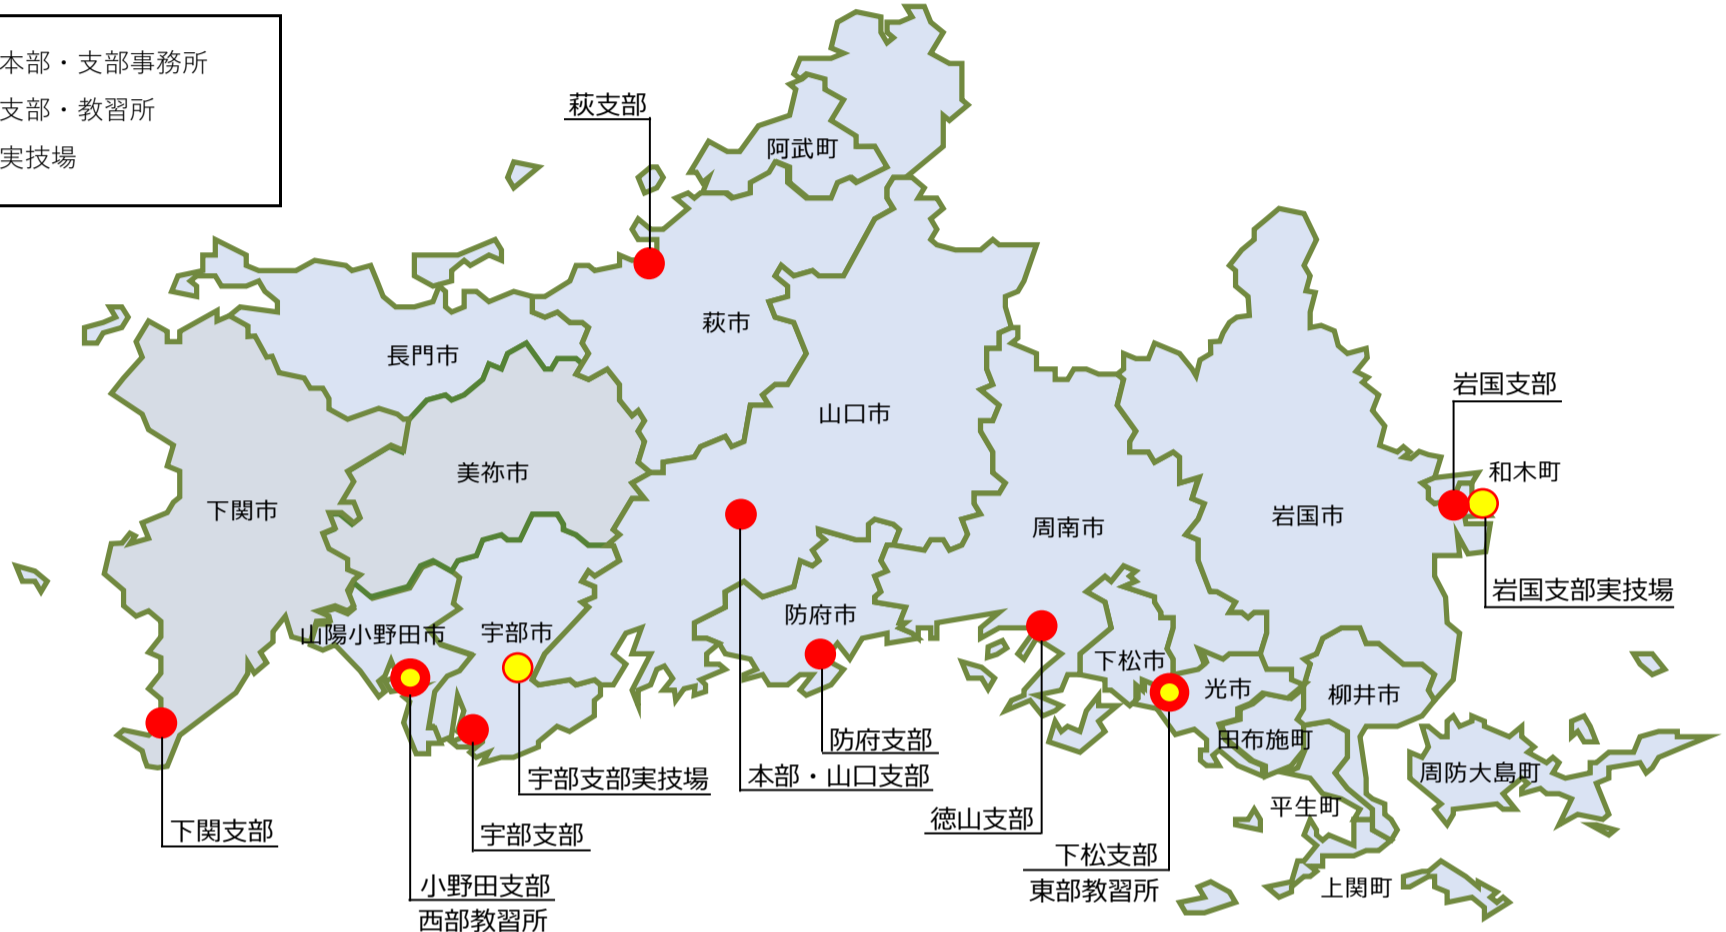 本部・支部事務所
支部・教習所
実技場
萩支部
阿武町
萩市
長門市
山口市
岩国支部
美祢市
和木町
下関市
岩国市
周南市
岩国支部実技場
防府市
山陽小野田市
宇部市
下松市
光市
柳井市
田布施町
防府支部
周防大島町
宇部支部実技場
本部・山口支部
平生町
下関支部
宇部支部
徳山支部
下松支部
東部教習所
小野田支部
西部教習所
上関町